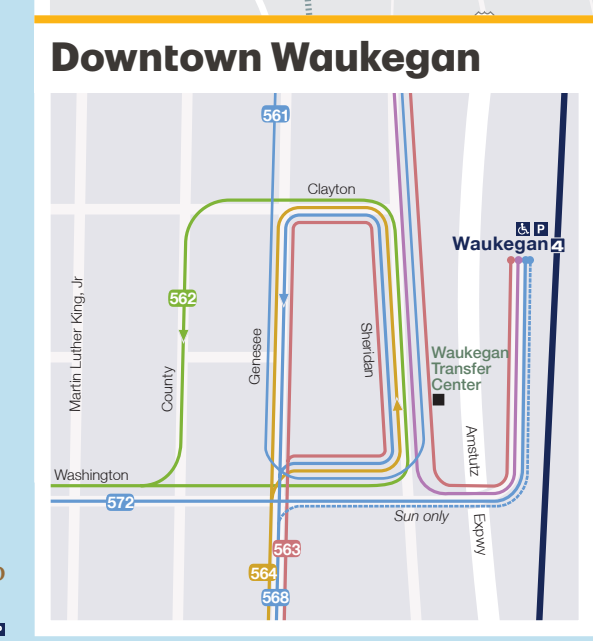 Downtown Waukegan
561
Clayton
P
Waukegan 4
562
Martin Luther King, Jr
County
Genesee
Sheridan
Waukegan
Transfer
Center
Amstutz
Expwy
Washington
572
Sun only
563
564
568